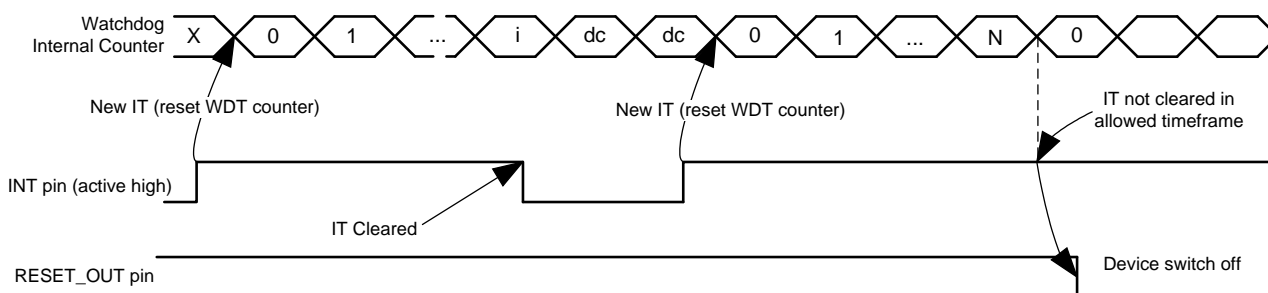 Watchdog
Internal Counter
X 0 1 ... i dc dc 0 1 ... N 0
New IT (reset WDT counter)
New IT (reset WDT counter)
IT not cleared in
allowed timeframe
INT pin (active high)
IT Cleared
RESET_OUT pin
Device switch off